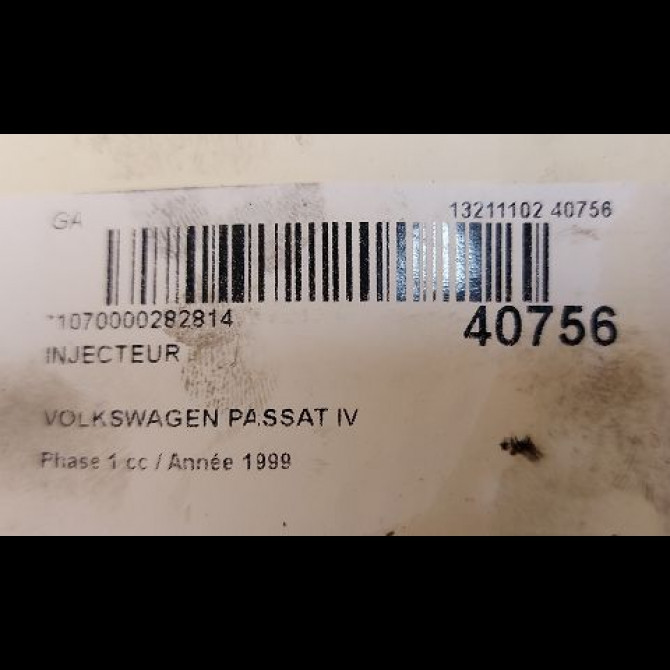 GA 13211102 40756
*1070000282814 40756
INJECTEUR
VOLKSWAGEN PASSAT IV
Phase 1 cc / Année 1999